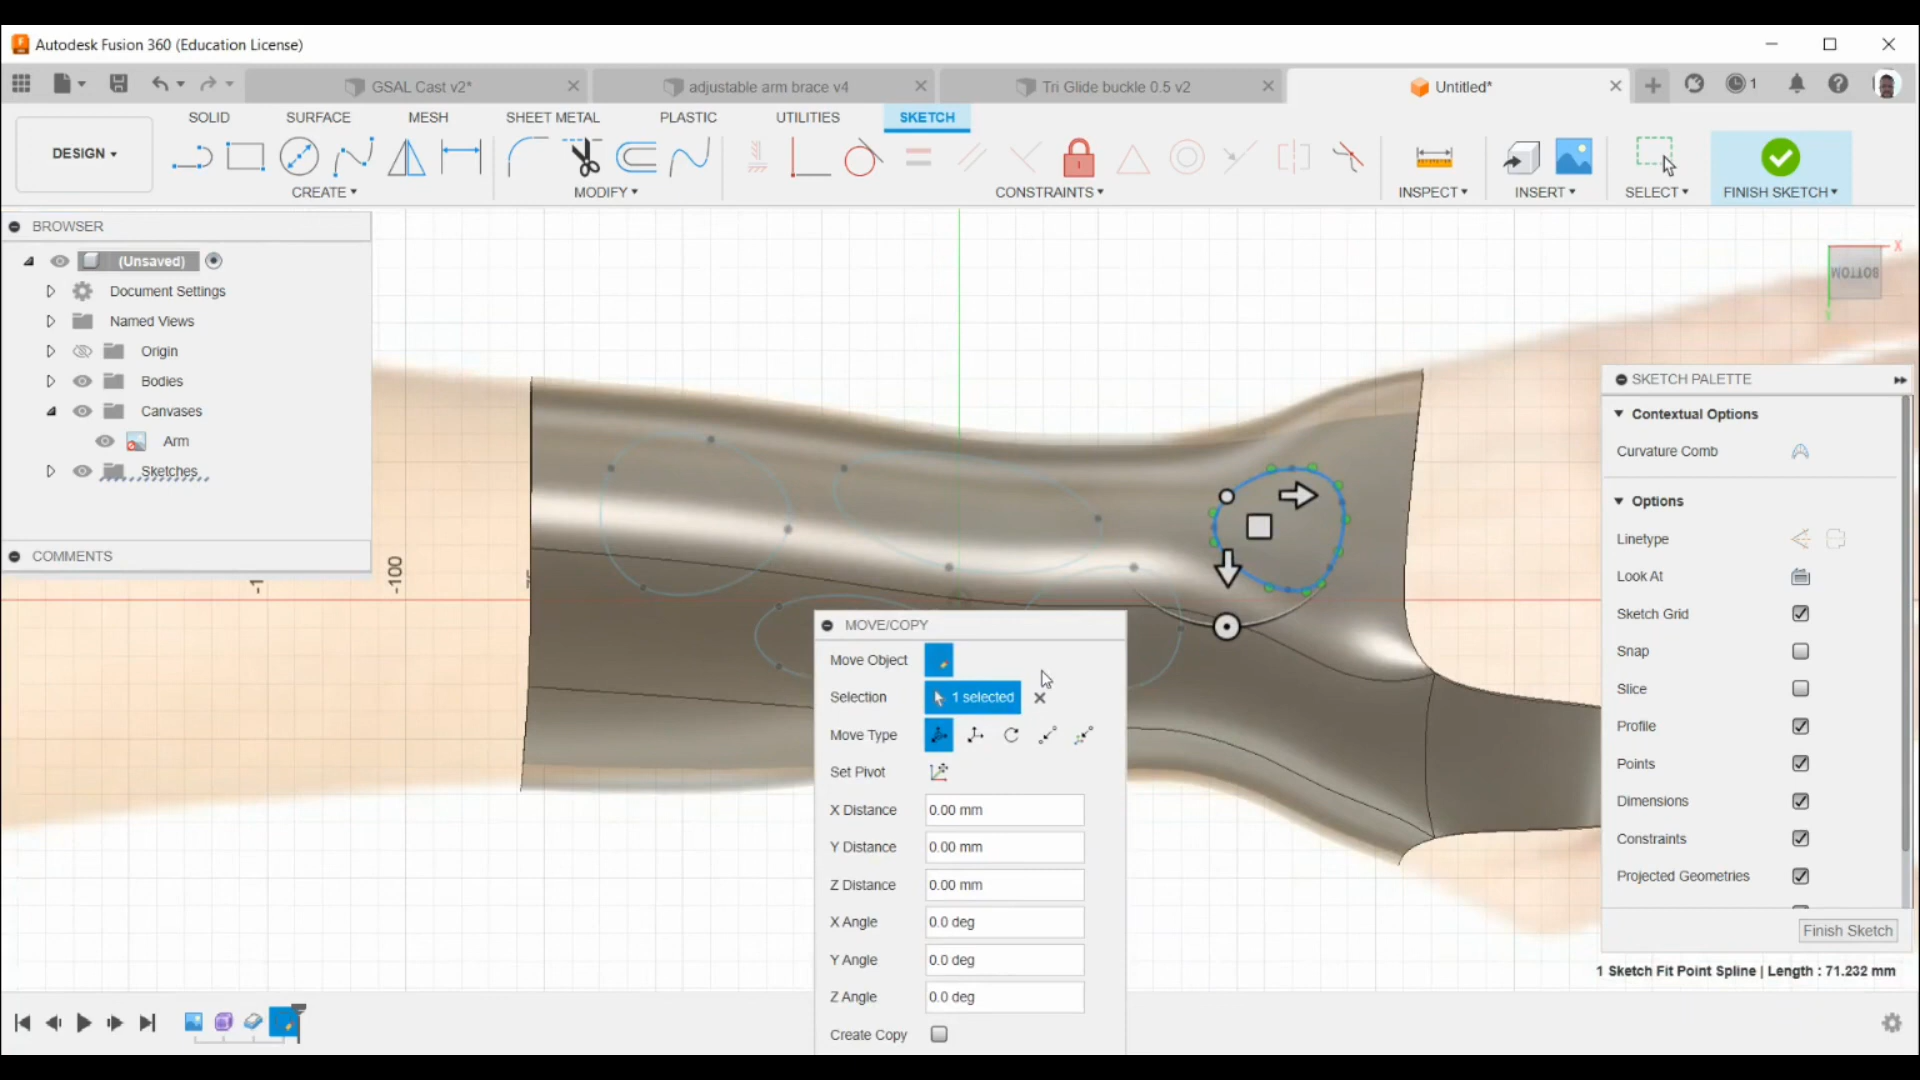 Autodesk Fusion 360 (Education License)
GSAL Cast v2*
adjustable arm brace v4
Tri Glide buckle 0.5 v2
Untitled*
1
SOLID
SURFACE
MESH
SHEET METAL
PLASTIC
UTILITIES
SKETCH
DESIGN
CREATE
MODIFY
CONSTRAINTS
INSPECT
INSERT
SELECT
FINISH SKETCH
BROWSER
(Unsaved)
Document Settings
Named Views
Origin
Bodies
Canvases
Arm
Sketches
COMMENTS
-100
X
BOTTOM
SKETCH PALETTE
Contextual Options
Curvature Comb
Options
Linetype
Look At
Sketch Grid
Snap
Slice
Profile
Points
Dimensions
Constraints
Projected Geometries
Finish Sketch
MOVE/COPY
Move Object
Selection 1 selected
Move Type
Set Pivot
X Distance 0.00 mm
Y Distance 0.00 mm
Z Distance 0.00 mm
X Angle 0.0 deg
Y Angle 0.0 deg
Z Angle 0.0 deg
Create Copy
1 Sketch Fit Point Spline | Length : 71.232 mm